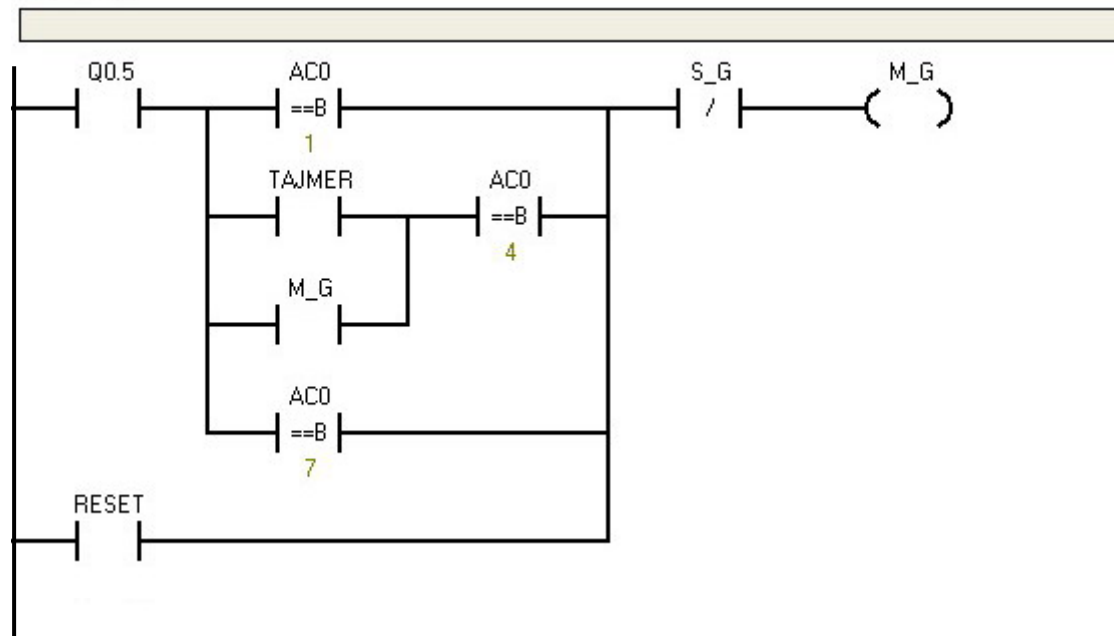 Q0.5 AC0 S_G M_G
==B /
1
TAJMER AC0
==B
4
M_G
AC0
==B
7
RESET